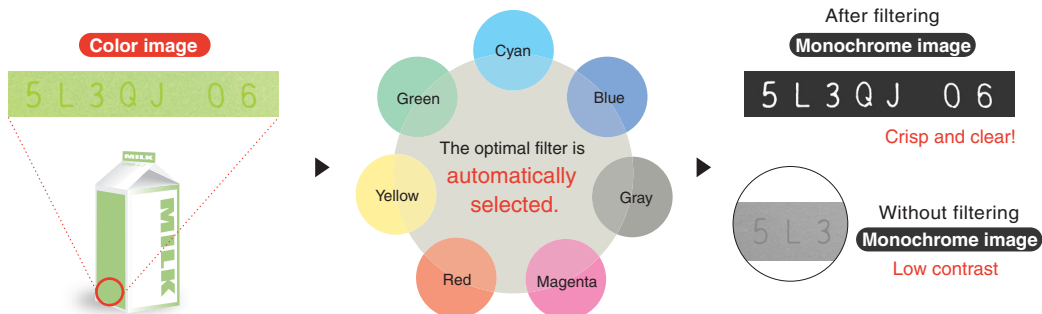 Color image
5 L 3 Q J 0 6
MILK
MILK
Cyan
Green
Blue
The optimal filter is
automatically
selected.
Yellow
Gray
Red
Magenta
After filtering
Monochrome image
5 L 3 Q J 0 6
Crisp and clear!
5 L 3
Without filtering
Monochrome image
Low contrast